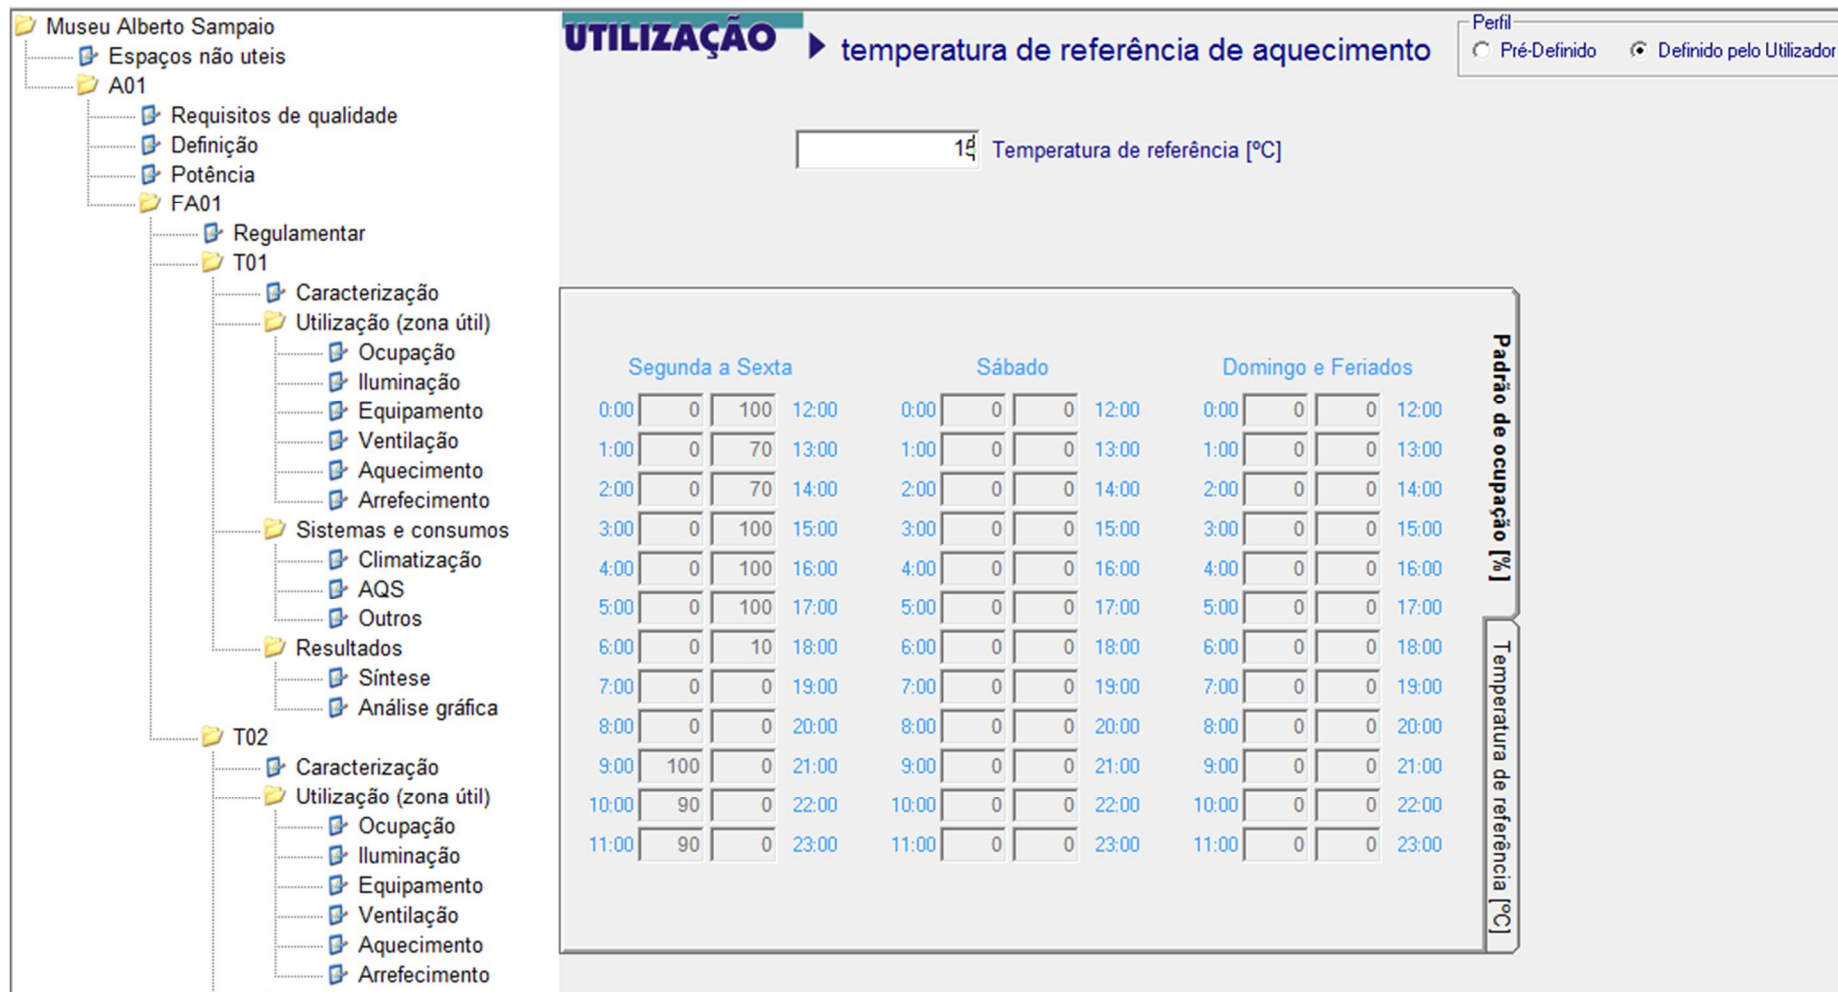 Museu Alberto Sampaio
Espaços não uteis
A01
Requisitos de qualidade
Definição
Potência
FA01
Regulamentar
T01
Caracterização
Utilização (zona útil)
Ocupação
Iluminação
Equipamento
Ventilação
Aquecimento
Arrefecimento
Sistemas e consumos
Climatização
AQS
Outros
Resultados
Síntese
Análise gráfica
T02
Caracterização
Utilização (zona útil)
Ocupação
Iluminação
Equipamento
Ventilação
Aquecimento
Arrefecimento
UTILIZAÇÃO temperatura de referência de aquecimento
Perfil
Pré-Definido Definido pelo Utilizador
15 Temperatura de referência [ºC]
Segunda a Sexta Sábado Domingo e Feriados
0:00 0 100 12:00 0:00 0 0 12:00 0:00 0 0 12:00
1:00 0 70 13:00 1:00 0 0 13:00 1:00 0 0 13:00
2:00 0 70 14:00 2:00 0 0 14:00 2:00 0 0 14:00
3:00 0 100 15:00 3:00 0 0 15:00 3:00 0 0 15:00
4:00 0 100 16:00 4:00 0 0 16:00 4:00 0 0 16:00
5:00 0 100 17:00 5:00 0 0 17:00 5:00 0 0 17:00
6:00 0 10 18:00 6:00 0 0 18:00 6:00 0 0 18:00
7:00 0 0 19:00 7:00 0 0 19:00 7:00 0 0 19:00
8:00 0 0 20:00 8:00 0 0 20:00 8:00 0 0 20:00
9:00 100 0 21:00 9:00 0 0 21:00 9:00 0 0 21:00
10:00 90 0 22:00 10:00 0 0 22:00 10:00 0 0 22:00
11:00 90 0 23:00 11:00 0 0 23:00 11:00 0 0 23:00
Padrão de ocupação [%]
Temperatura de referência [ºC]